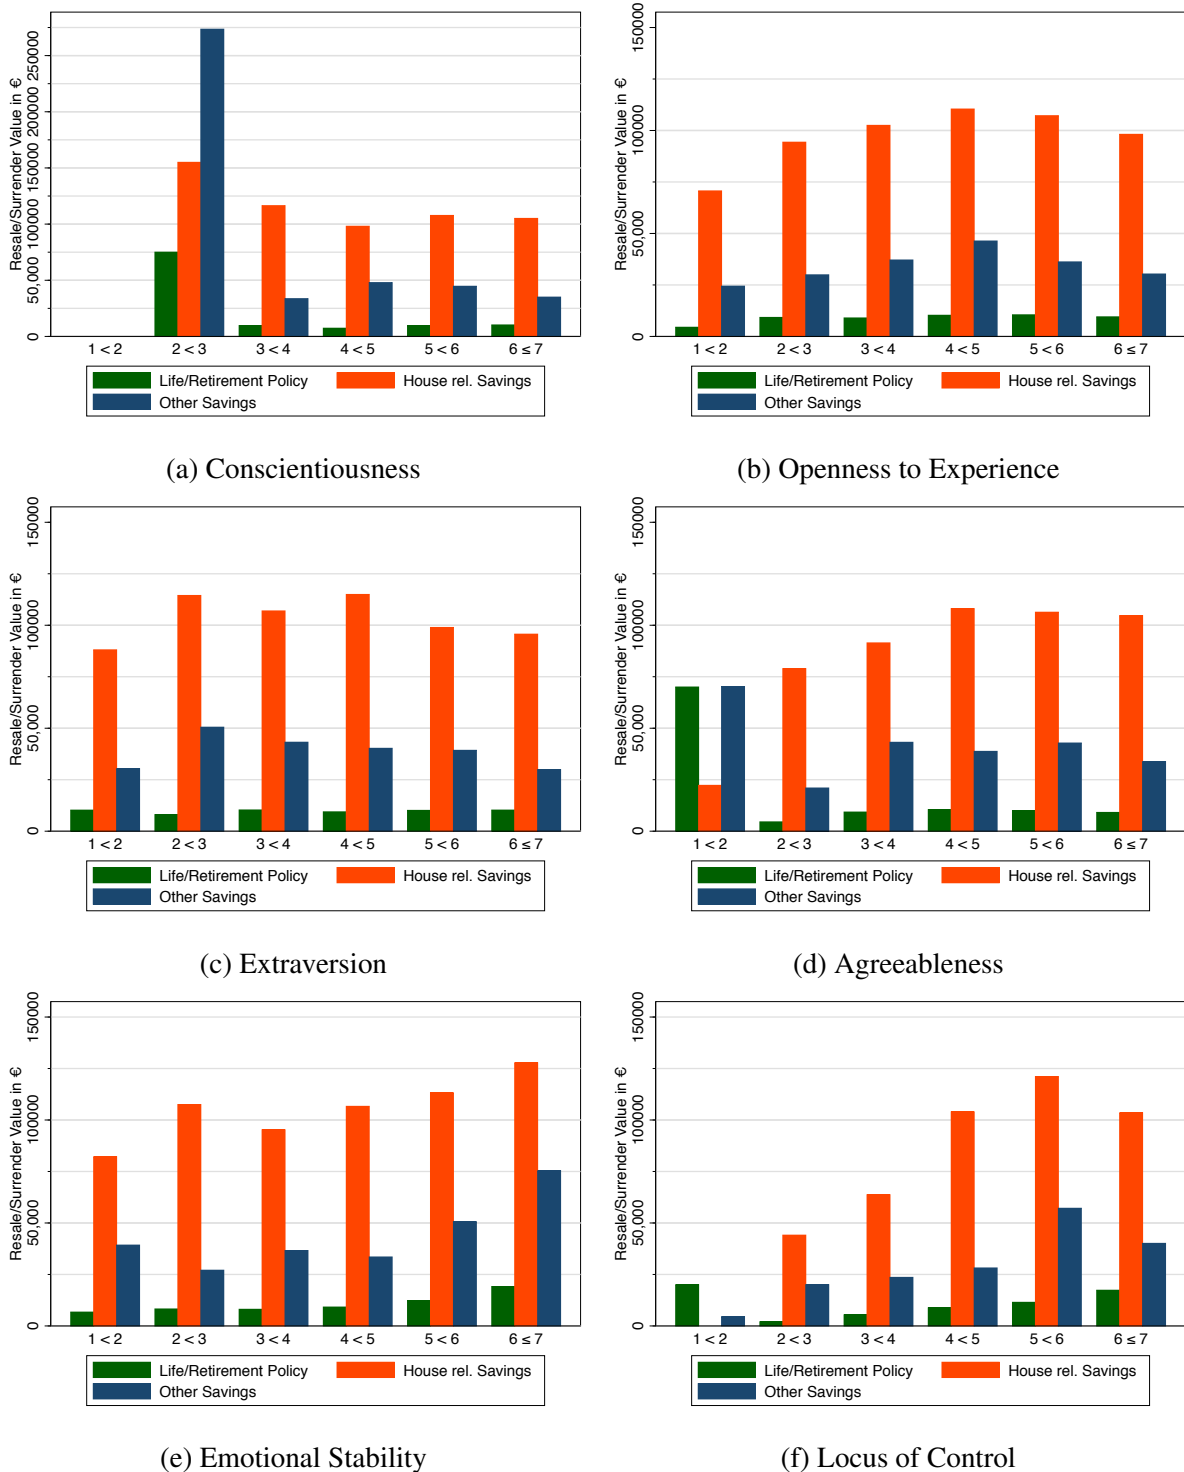 Resale/Surrender Value in €
0 50,000 100000 150000 200000 250000
1 < 2 2 < 3 3 < 4 4 < 5 5 < 6 6 ≤ 7
Life/Retirement Policy House rel. Savings
Other Savings
(a) Conscientiousness
Resale/Surrender Value in €
0 50,000 100000 150000
1 < 2 2 < 3 3 < 4 4 < 5 5 < 6 6 ≤ 7
Life/Retirement Policy House rel. Savings
Other Savings
(b) Openness to Experience
Resale/Surrender Value in €
0 50,000 100000 150000
1 < 2 2 < 3 3 < 4 4 < 5 5 < 6 6 ≤ 7
Life/Retirement Policy House rel. Savings
Other Savings
(c) Extraversion
Resale/Surrender Value in €
0 50,000 100000 150000
1 < 2 2 < 3 3 < 4 4 < 5 5 < 6 6 ≤ 7
Life/Retirement Policy House rel. Savings
Other Savings
(d) Agreeableness
Resale/Surrender Value in €
0 50,000 100000 150000
1 < 2 2 < 3 3 < 4 4 < 5 5 < 6 6 ≤ 7
Life/Retirement Policy House rel. Savings
Other Savings
(e) Emotional Stability
Resale/Surrender Value in €
0 50,000 100000 150000
1 < 2 2 < 3 3 < 4 4 < 5 5 < 6 6 ≤ 7
Life/Retirement Policy House rel. Savings
Other Savings
(f) Locus of Control